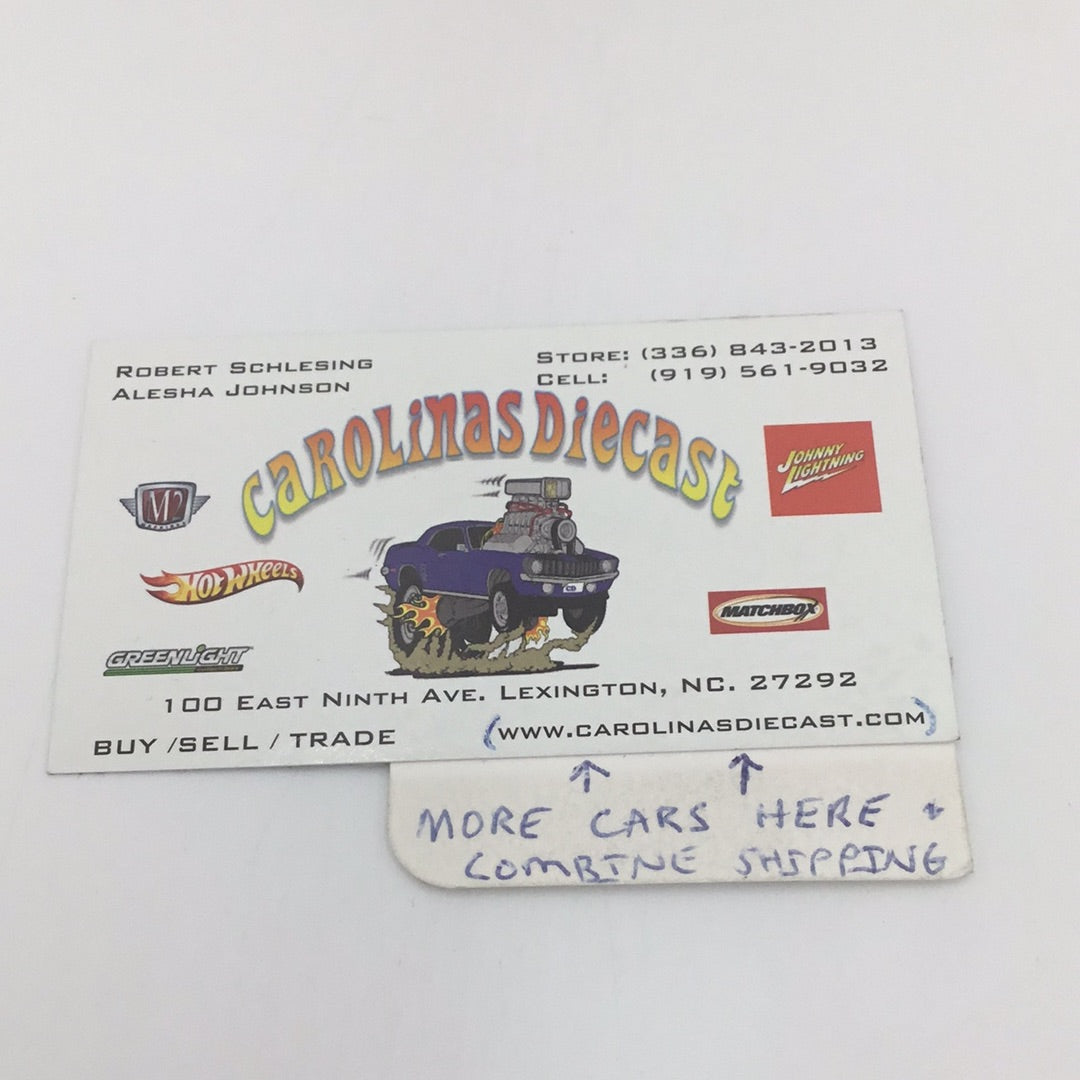 ROBERT SCHLESING
ALESHA JOHNSON
STORE: (336) 843-2013
CELL: (919) 561-9032
CAROLINAS DIECAST
M2
JOHNNY
LIGHTNING
HOT WHEELS
CD
MATCHBOX
GREENLIGHT
100 EAST NINTH AVE. LEXINGTON, NC. 27292
BUY /SELL / TRADE
(WWW.CAROLINASDIECAST.COM)
MORE CARS HERE +
COMBINE SHIPPING